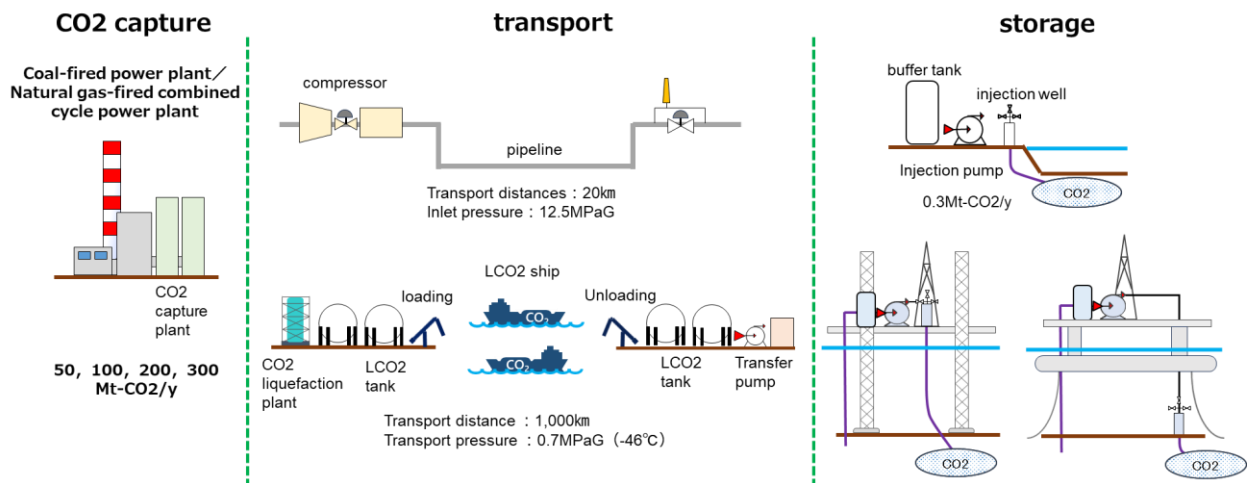 CO2 capture
Coal-fired power plant／
Natural gas-fired combined
cycle power plant
CO2
capture
plant
50, 100, 200, 300
Mt-CO2/y
transport
compressor
pipeline
Transport distances：20km
Inlet pressure：12.5MPaG
LCO2 ship
loading
Unloading
CO2
CO2
CO2
liquefaction
plant
LCO2
tank
LCO2
tank
Transfer
pump
Transport distance：1,000km
Transport pressure：0.7MPaG（-46℃）
storage
buffer tank
injection well
Injection pump
0.3Mt-CO2/y
CO2
CO2
CO2